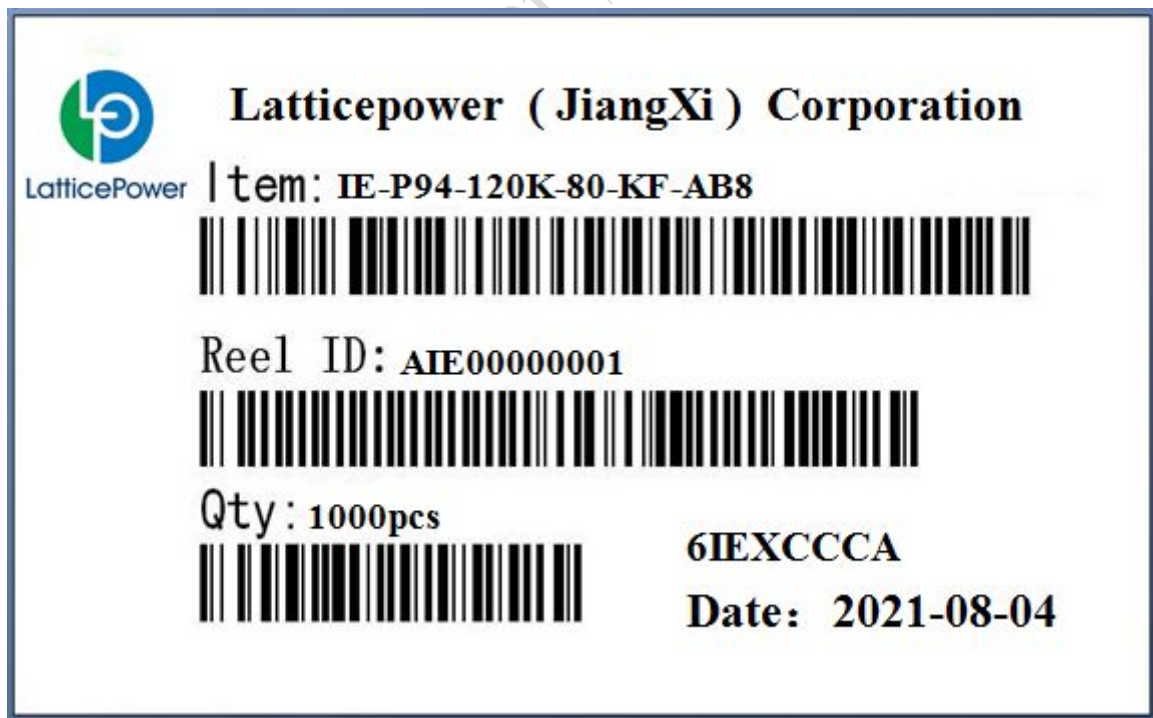 Latticepower ( JiangXi ) Corporation
LatticePower
Item: IE-P94-120K-80-KF-AB8
Reel ID: AIE00000001
Qty: 1000pcs
6IEXCCCA
Date: 2021-08-04